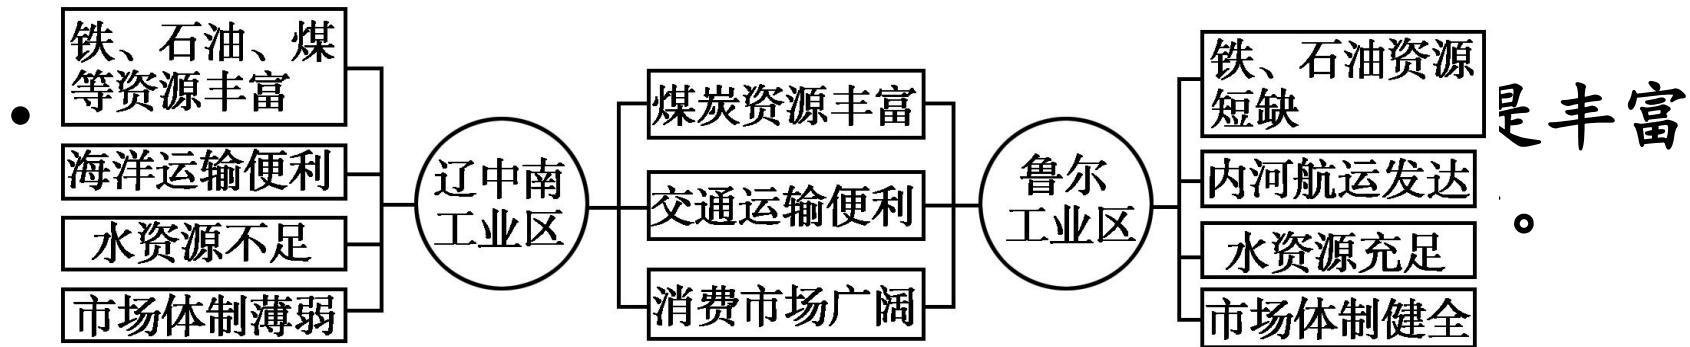 铁、石油、煤
等资源丰富
海洋运输便利
水资源不足
市场体制薄弱
辽中南
工业区
煤炭资源丰富
交通运输便利
消费市场广阔
鲁尔
工业区
铁、石油资源
短缺
内河航运发达
水资源充足
市场体制健全
是丰富
。